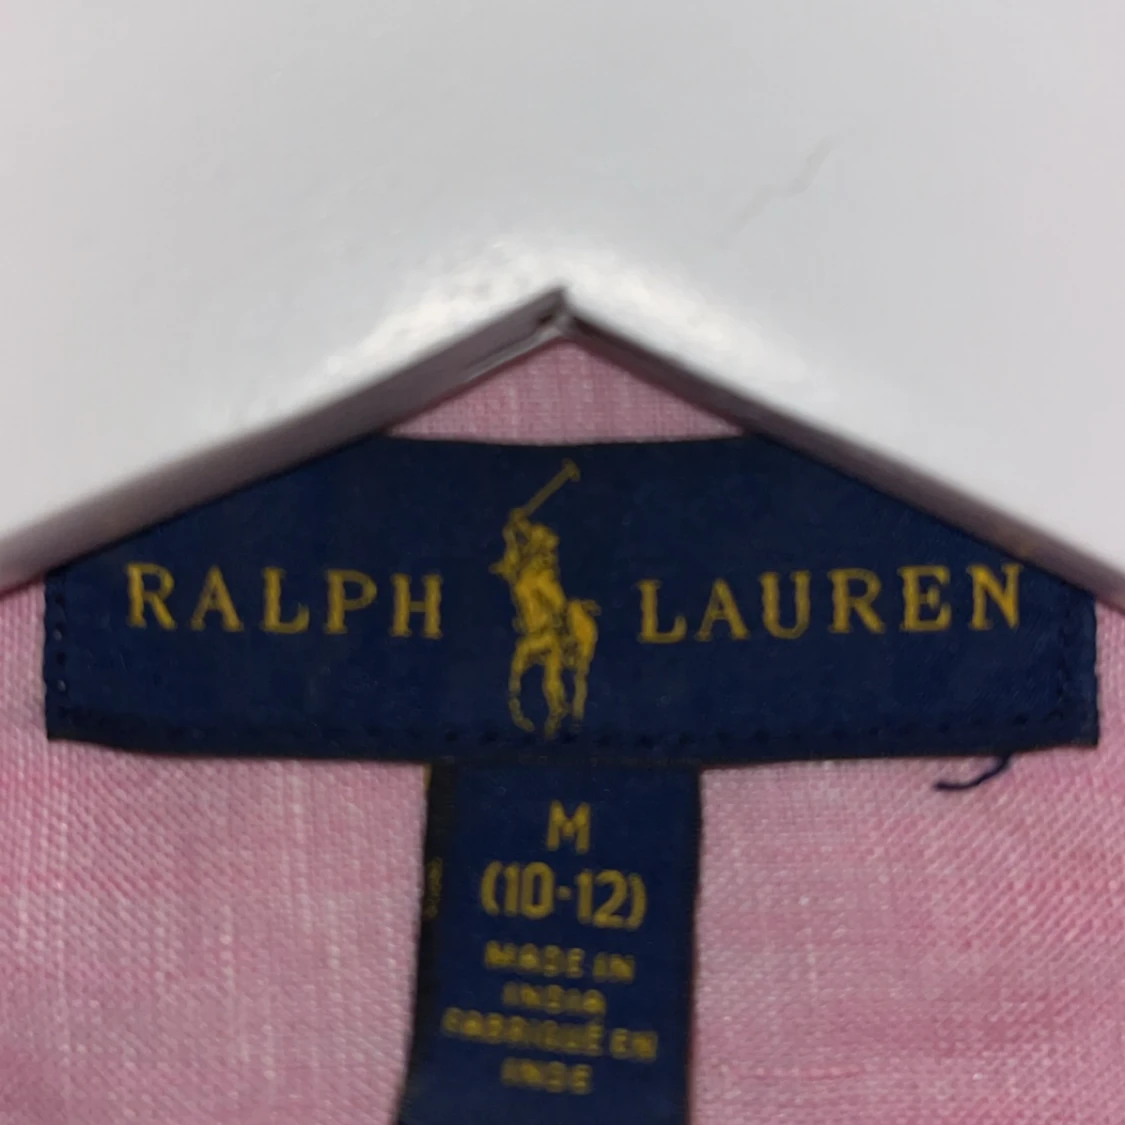 RALPH LAUREN
M
(10-12)
MADE IN
INDIA
FABRIQUÉ EN
INDE